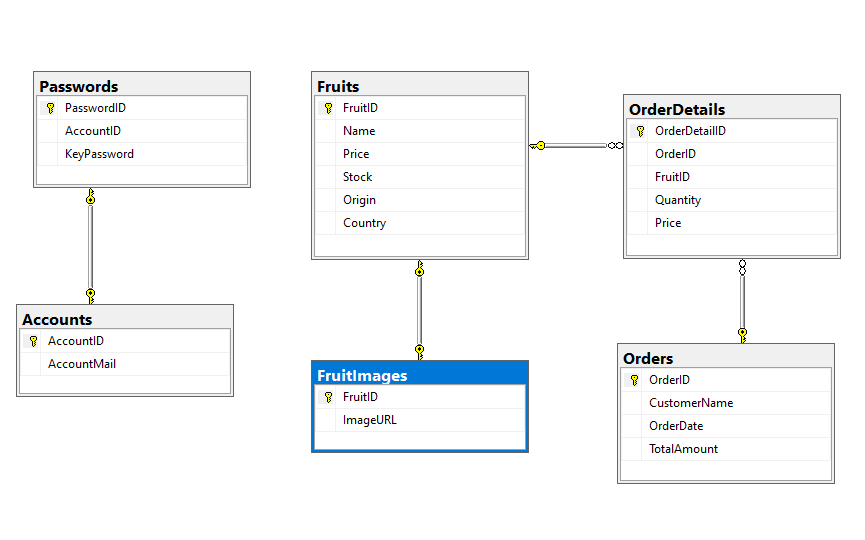 Passwords
PasswordID
AccountID
KeyPassword
Accounts
AccountID
AccountMail
Fruits
FruitID
Name
Price
Stock
Origin
Country
FruitImages
FruitID
ImageURL
OrderDetails
OrderDetailID
OrderID
FruitID
Quantity
Price
Orders
OrderID
CustomerName
OrderDate
TotalAmount